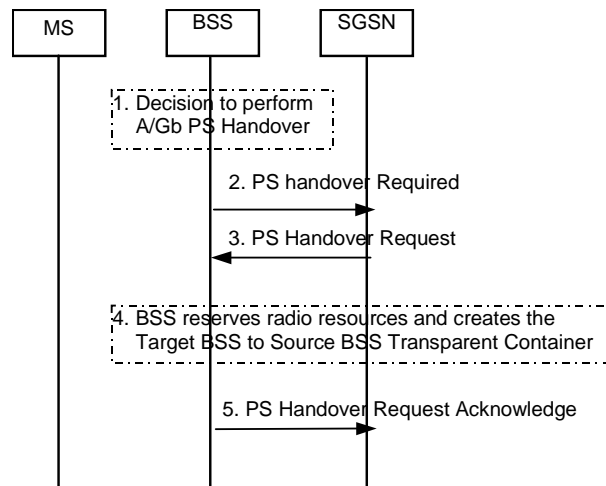 MS
BSS
SGSN
1. Decision to perform
A/Gb PS Handover
2. PS handover Required
3. PS Handover Request
4. BSS reserves radio resources and creates the
Target BSS to Source BSS Transparent Container
5. PS Handover Request Acknowledge